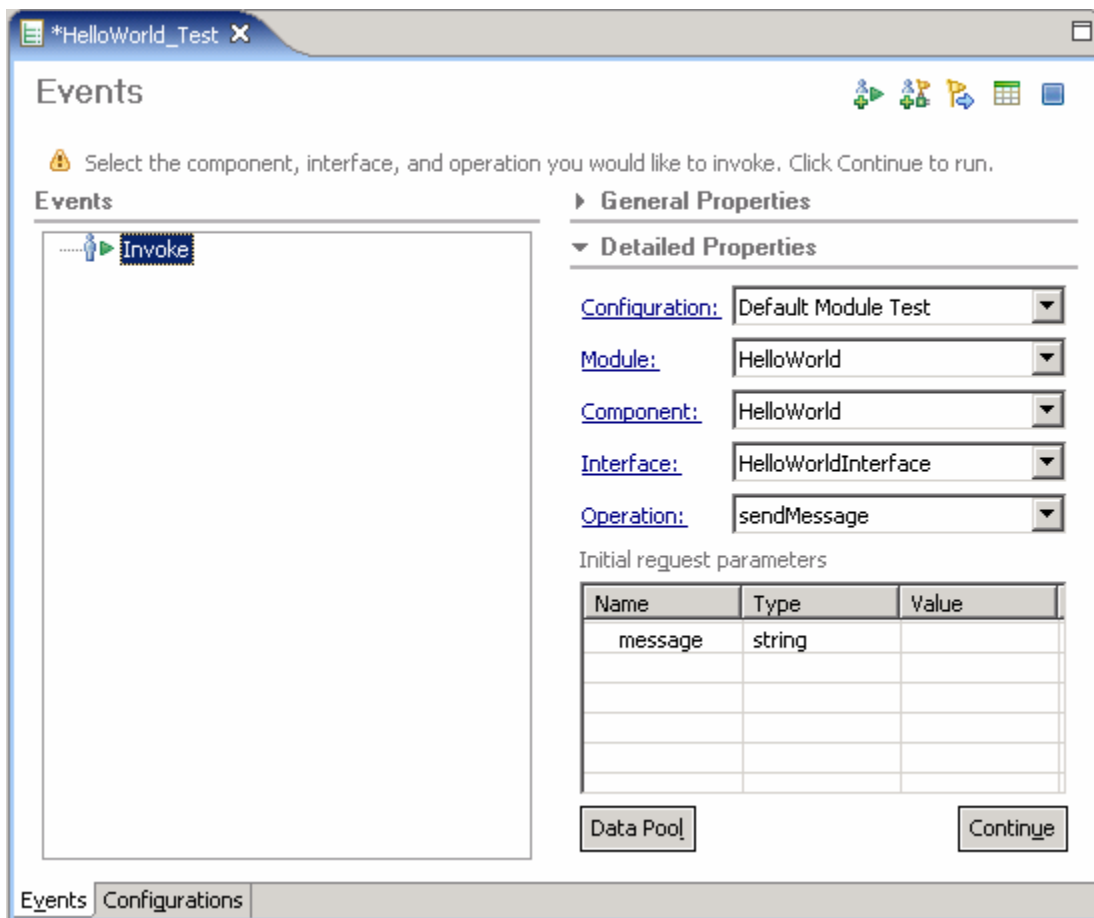 *HelloWorld_Test
Events
Select the component, interface, and operation you would like to invoke. Click Continue to run.
Events
Invoke
General Properties
Detailed Properties
Configuration: Default Module Test
Module: HelloWorld
Component: HelloWorld
Interface: HelloWorldInterface
Operation: sendMessage
Initial request parameters
Name Type Value
message string
Data Pool Continue
Events Configurations